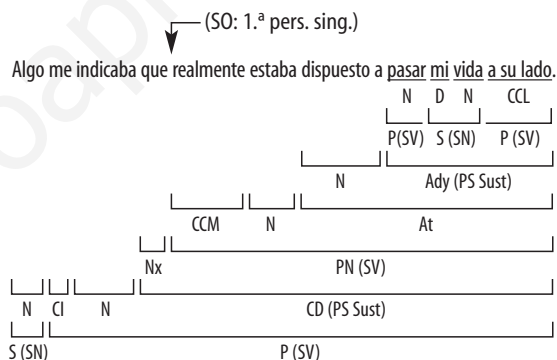 (SO: 1.ª pers. sing.)
Algo me indicaba que realmente estaba dispuesto a pasar mi vida a su lado.
N D N CCL
P(SV) S (SN) P (SV)
N Ady (PS Sust)
CCM N At
Nx PN (SV)
N CI N CD (PS Sust)
S (SN) P (SV)